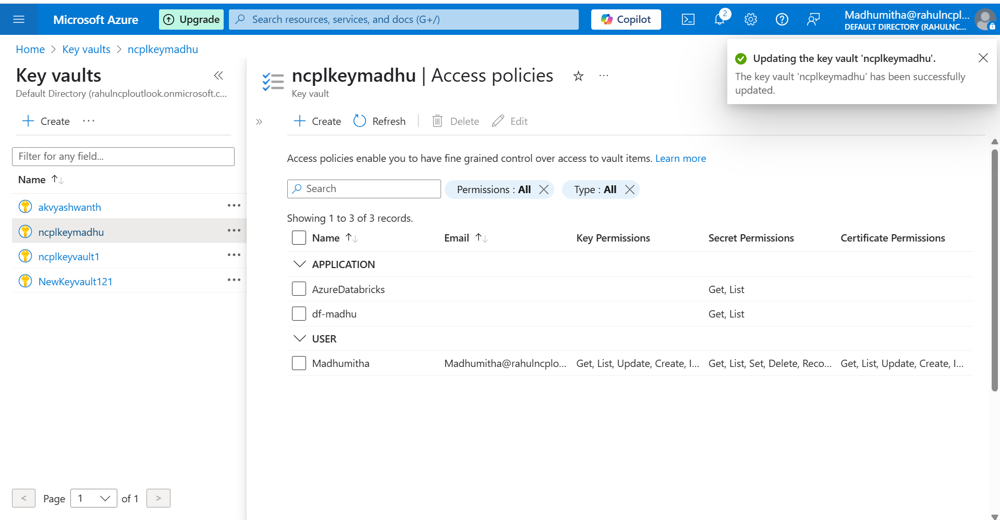 Microsoft Azure
Upgrade
Search resources, services, and docs (G+/)
Copilot
2
Madhumitha@rahulncpl...
DEFAULT DIRECTORY (RAHULNC...
Home > Key vaults > ncplkeymadhu
Updating the key vault 'ncplkeymadhu'.
The key vault 'ncplkeymadhu' has been successfully
updated.
Key vaults
Default Directory (rahulncploutlook.onmicrosoft.c...
+ Create ...
Filter for any field...
Name
akvyashwanth
ncplkeymadhu
ncplkeyvault1
NewKeyvault121
< Page 1 of 1 >
ncplkeymadhu | Access policies
Key vault
+ Create Refresh Delete Edit
Access policies enable you to have fine grained control over access to vault items. Learn more
Search Permissions : All Type : All
Showing 1 to 3 of 3 records.
Name Email Key Permissions Secret Permissions Certificate Permissions
APPLICATION
AzureDatabricks Get, List
df-madhu Get, List
USER
Madhumitha Madhumitha@rahulncplo... Get, List, Update, Create, I... Get, List, Set, Delete, Reco... Get, List, Update, Create, I...